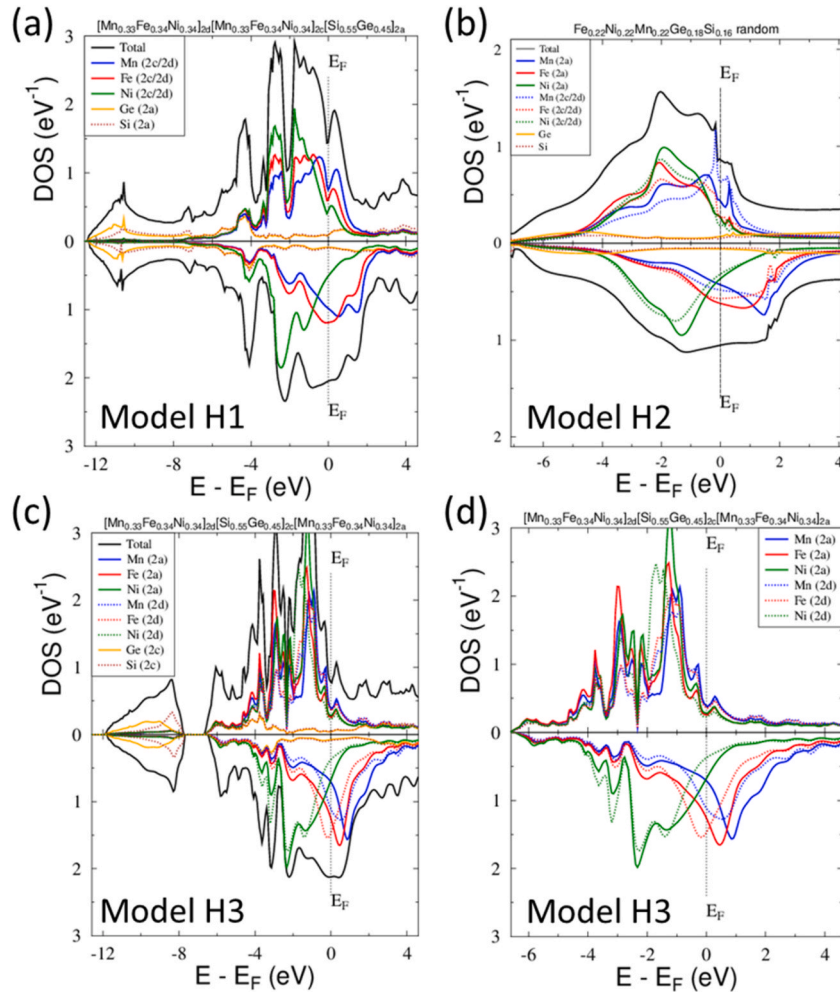 (a)
[Mn0.33Fe0.34Ni0.34]2d[Mn0.33Fe0.34Ni0.34]2c[Si0.55Ge0.45]2a
3
2
1
0
1
2
3
DOS (eV-1)
Total
Mn (2c/2d)
Fe (2c/2d)
Ni (2c/2d)
Ge (2a)
Si (2a)
EF
EF
Model H1
-12 -8 -4 0 4
E - EF (eV)
(b)
Fe0.22Ni0.22Mn0.22Ge0.18Si0.16 random
2
1
0
1
2
DOS (eV-1)
Total
Mn (2a)
Fe (2a)
Ni (2a)
Mn (2c/2d)
Fe (2c/2d)
Ni (2c/2d)
Ge
Si
EF
EF
Model H2
-6 -4 -2 0 2 4
E - EF (eV)
(c)
[Mn0.33Fe0.34Ni0.34]2d[Si0.55Ge0.45]2c[Mn0.33Fe0.34Ni0.34]2a
3
2
1
0
1
2
3
DOS (eV-1)
Total
Mn (2a)
Fe (2a)
Ni (2a)
Mn (2d)
Fe (2d)
Ni (2d)
Ge (2c)
Si (2c)
EF
EF
Model H3
-12 -8 -4 0 4
E - EF (eV)
(d)
[Mn0.33Fe0.34Ni0.34]2d[Si0.55Ge0.45]2c[Mn0.33Fe0.34Ni0.34]2a
3
2
1
0
1
2
3
DOS (eV-1)
Mn (2a)
Fe (2a)
Ni (2a)
Mn (2d)
Fe (2d)
Ni (2d)
EF
EF
Model H3
-6 -4 -2 0 2 4
E - EF (eV)